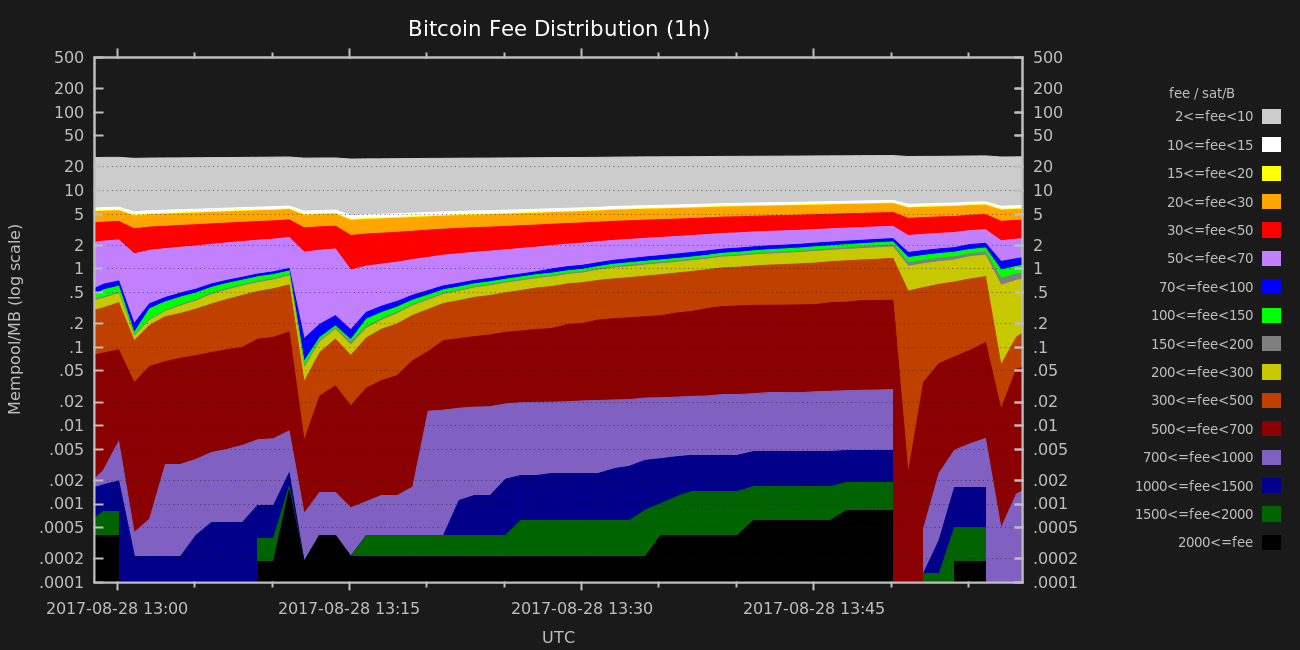 Bitcoin Fee Distribution (1h)
Mempool/MB (log scale)
500
200
100
50
20
10
5
2
1
.5
.2
.1
.05
.02
.01
.005
.002
.001
.0005
.0002
.0001
500
200
100
50
20
10
5
2
1
.5
.2
.1
.05
.02
.01
.005
.002
.001
.0005
.0002
.0001
2017-08-28 13:00
2017-08-28 13:15
2017-08-28 13:30
2017-08-28 13:45
UTC
fee / sat/B
2<=fee<10
10<=fee<15
15<=fee<20
20<=fee<30
30<=fee<50
50<=fee<70
70<=fee<100
100<=fee<150
150<=fee<200
200<=fee<300
300<=fee<500
500<=fee<700
700<=fee<1000
1000<=fee<1500
1500<=fee<2000
2000<=fee